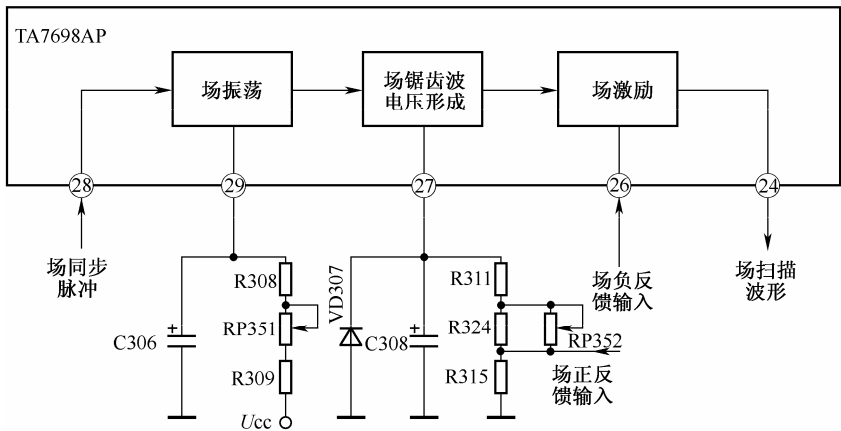 TA7698AP
场振荡
场锯齿波
电压形成
场激励
28
29
27
26
24
场同步
脉冲
R308
RP351
C306
R309
Ucc
VD307
C308
R311
R324
R315
RP352
场正反
馈输入
场负反
馈输入
场扫描
波形